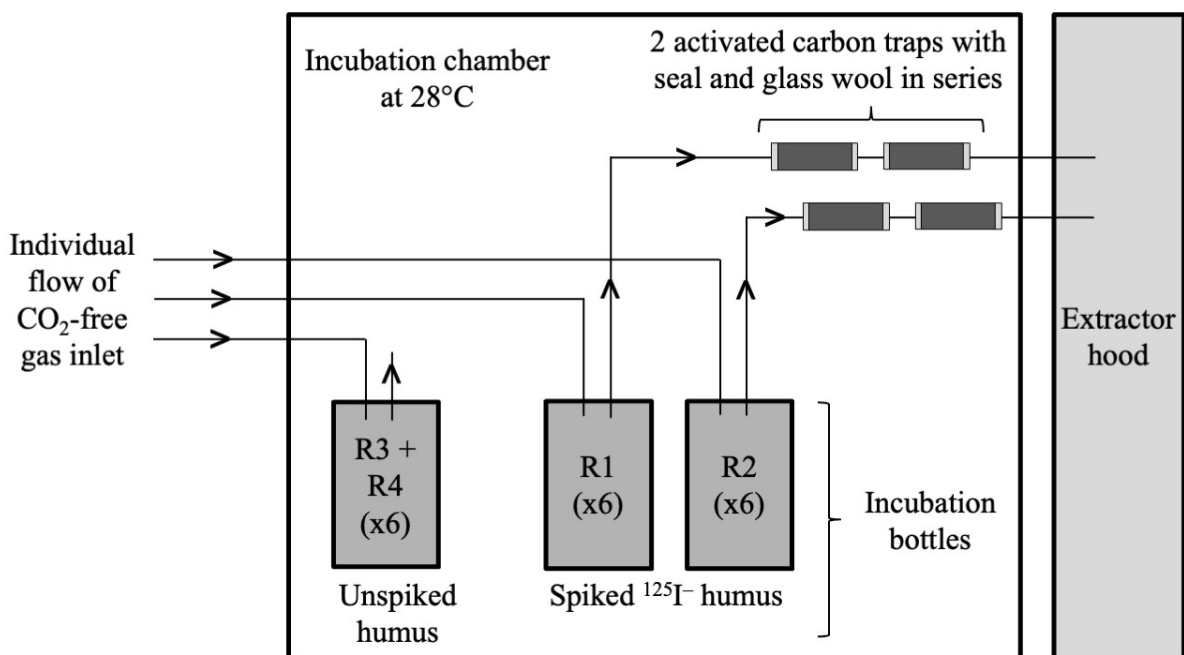 Incubation chamber
at 28°C
2 activated carbon traps with
seal and glass wool in series
Individual
flow of
CO₂-free
gas inlet
Extractor
hood
R3 +
R4
(x6)
R1
(x6)
R2
(x6)
Incubation
bottles
Unspiked
humus
Spiked ¹²⁵I⁻ humus